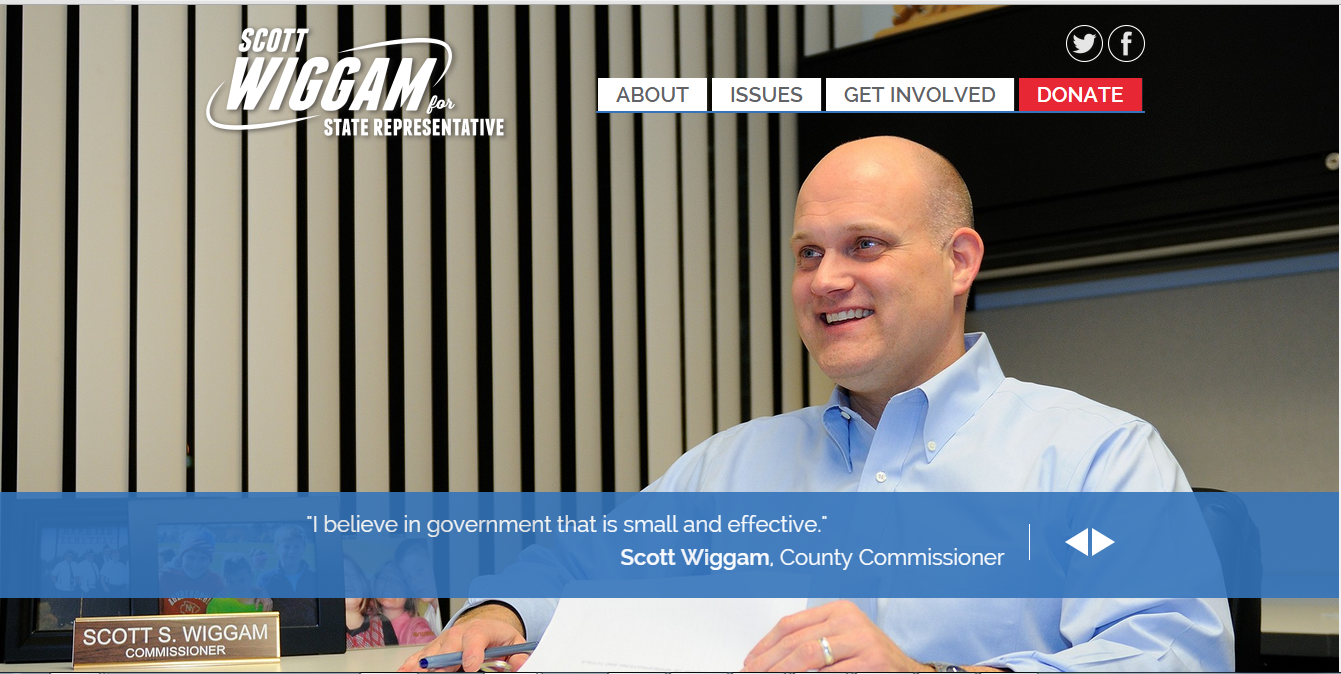 SCOTT
WIGGAM for
STATE REPRESENTATIVE
ABOUT
ISSUES
GET INVOLVED
DONATE
"I believe in government that is small and effective."
Scott Wiggam, County Commissioner
SCOTT S. WIGGAM
COMMISSIONER